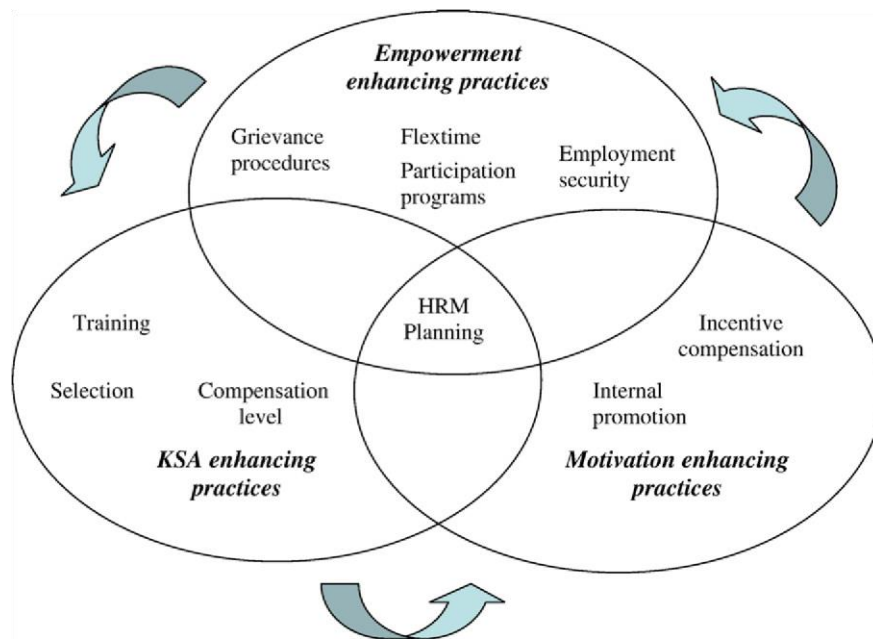 Empowerment
enhancing practices
Grievance
procedures
Flextime
Participation
programs
Employment
security
HRM
Planning
Training
Selection
Compensation
level
KSA enhancing
practices
Incentive
compensation
Internal
promotion
Motivation enhancing
practices